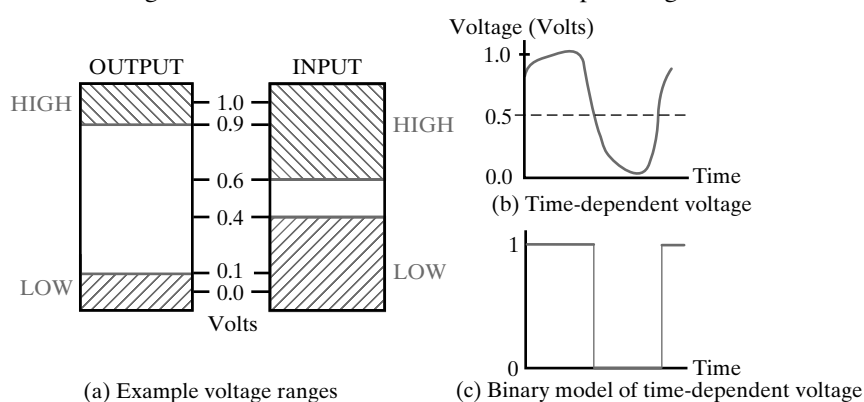 Voltage (Volts)
OUTPUT
INPUT
HIGH
1.0
0.9
0.6
0.4
0.1
0.0
LOW
Volts
HIGH
LOW
(a) Example voltage ranges
1.0
0.5
0.0
Time
(b) Time-dependent voltage
1
0
Time
(c) Binary model of time-dependent voltage